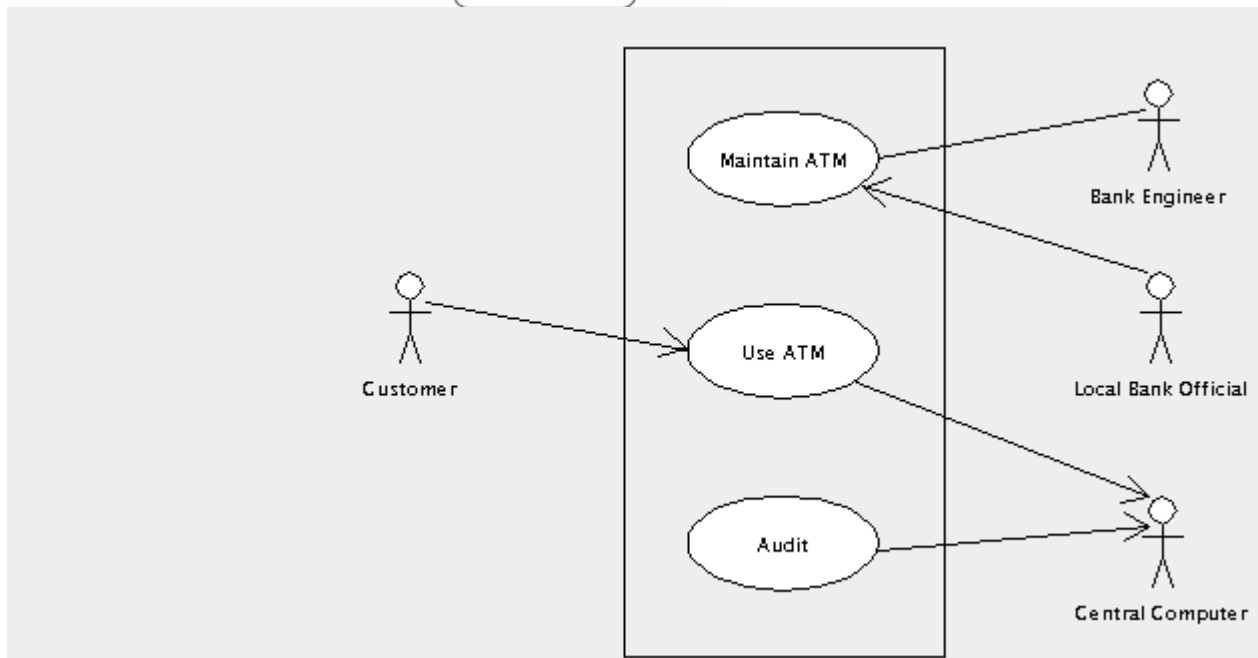 Maintain ATM
Bank Engineer
Use ATM
Customer
Local Bank Official
Audit
Central Computer